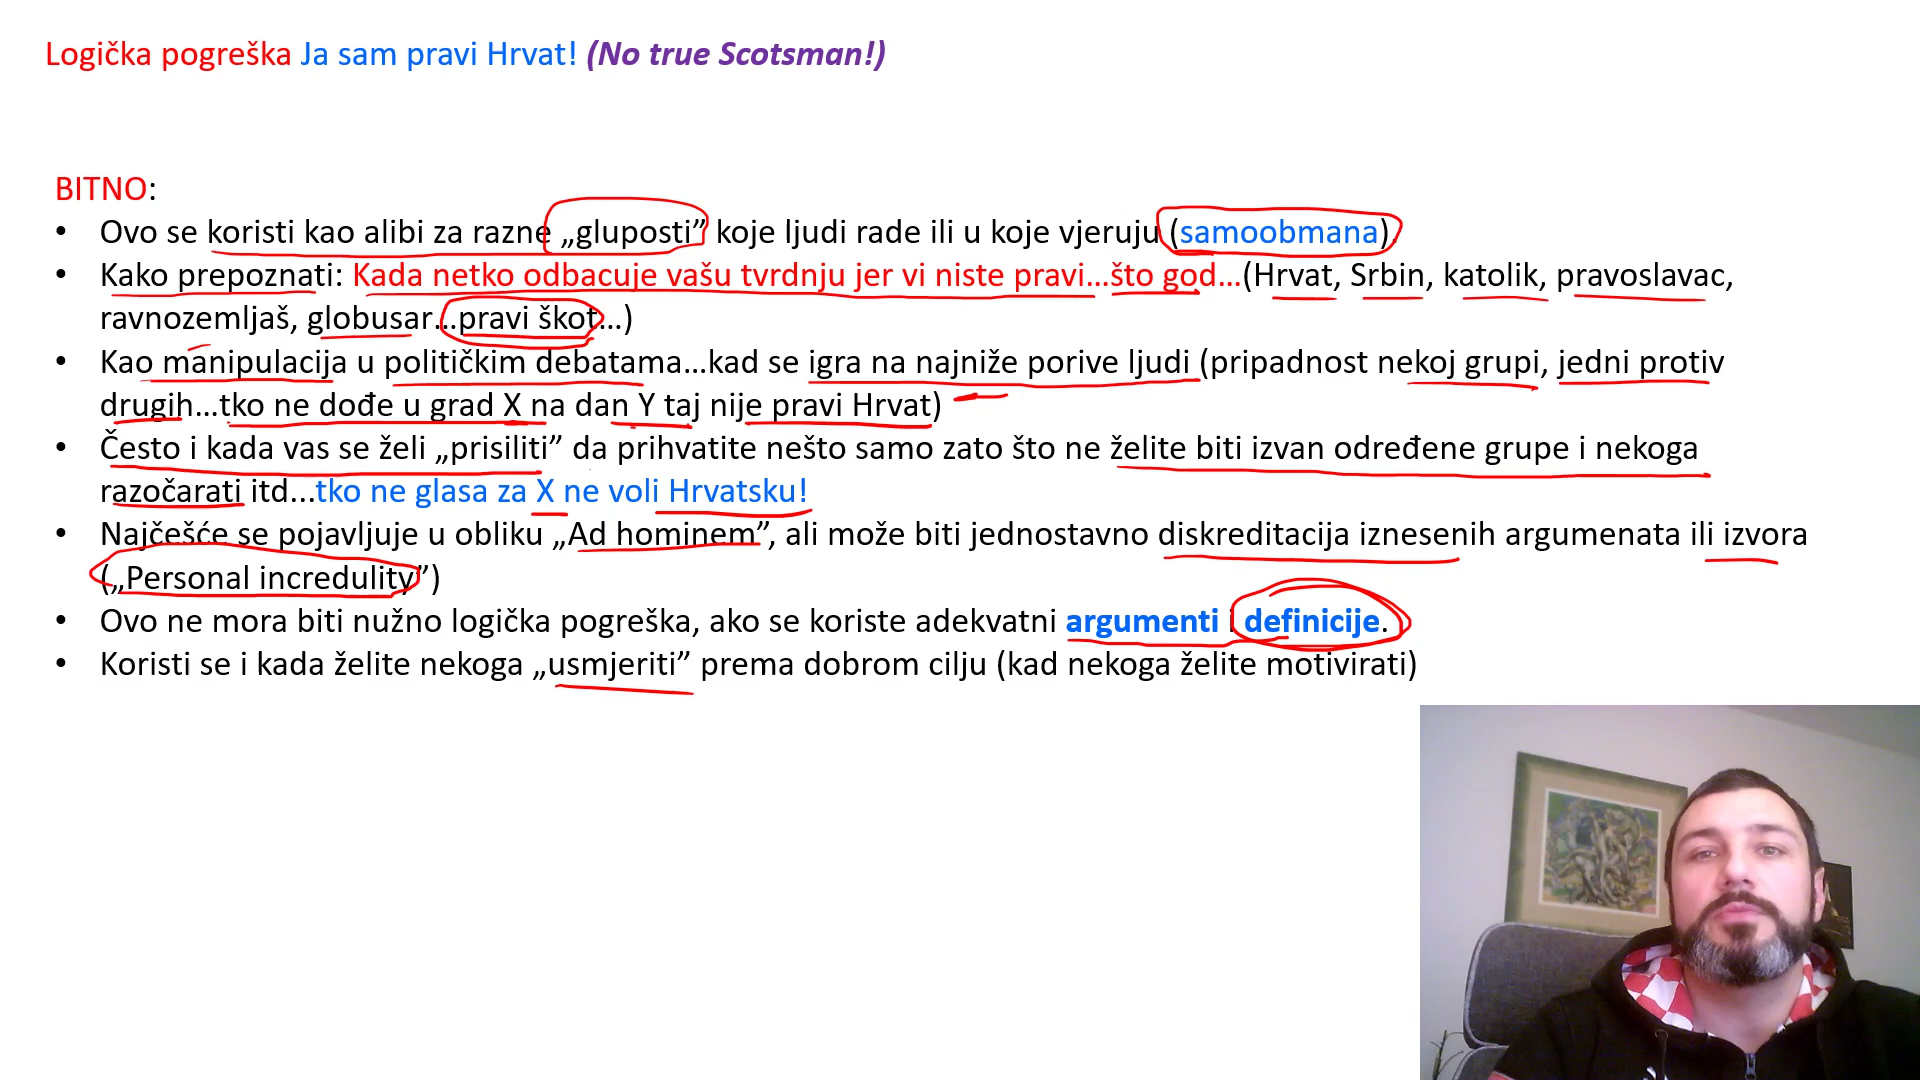 Logička pogreška Ja sam pravi Hrvat! (No true Scotsman!)
BITNO:
• Ovo se koristi kao alibi za razne „gluposti” koje ljudi rade ili u koje vjeruju (samoobmana).
• Kako prepoznati: Kada netko odbacuje vašu tvrdnju jer vi niste pravi...što god...(Hrvat, Srbin, katolik, pravoslavac,
ravnozemljaš, globusar...pravi škot...)
• Kao manipulacija u političkim debatama...kad se igra na najniže porive ljudi (pripadnost nekoj grupi, jedni protiv
drugih...tko ne dođe u grad X na dan Y taj nije pravi Hrvat)
• Često i kada vas se želi „prisiliti” da prihvatite nešto samo zato što ne želite biti izvan određene grupe i nekoga
razočarati itd...tko ne glasa za X ne voli Hrvatsku!
• Najčešće se pojavljuje u obliku „Ad hominem”, ali može biti jednostavno diskreditacija iznesenih argumenata ili izvora
(„Personal incredulity”)
• Ovo ne mora biti nužno logička pogreška, ako se koriste adekvatni argumenti i definicije.
• Koristi se i kada želite nekoga „usmjeriti” prema dobrom cilju (kad nekoga želite motivirati)